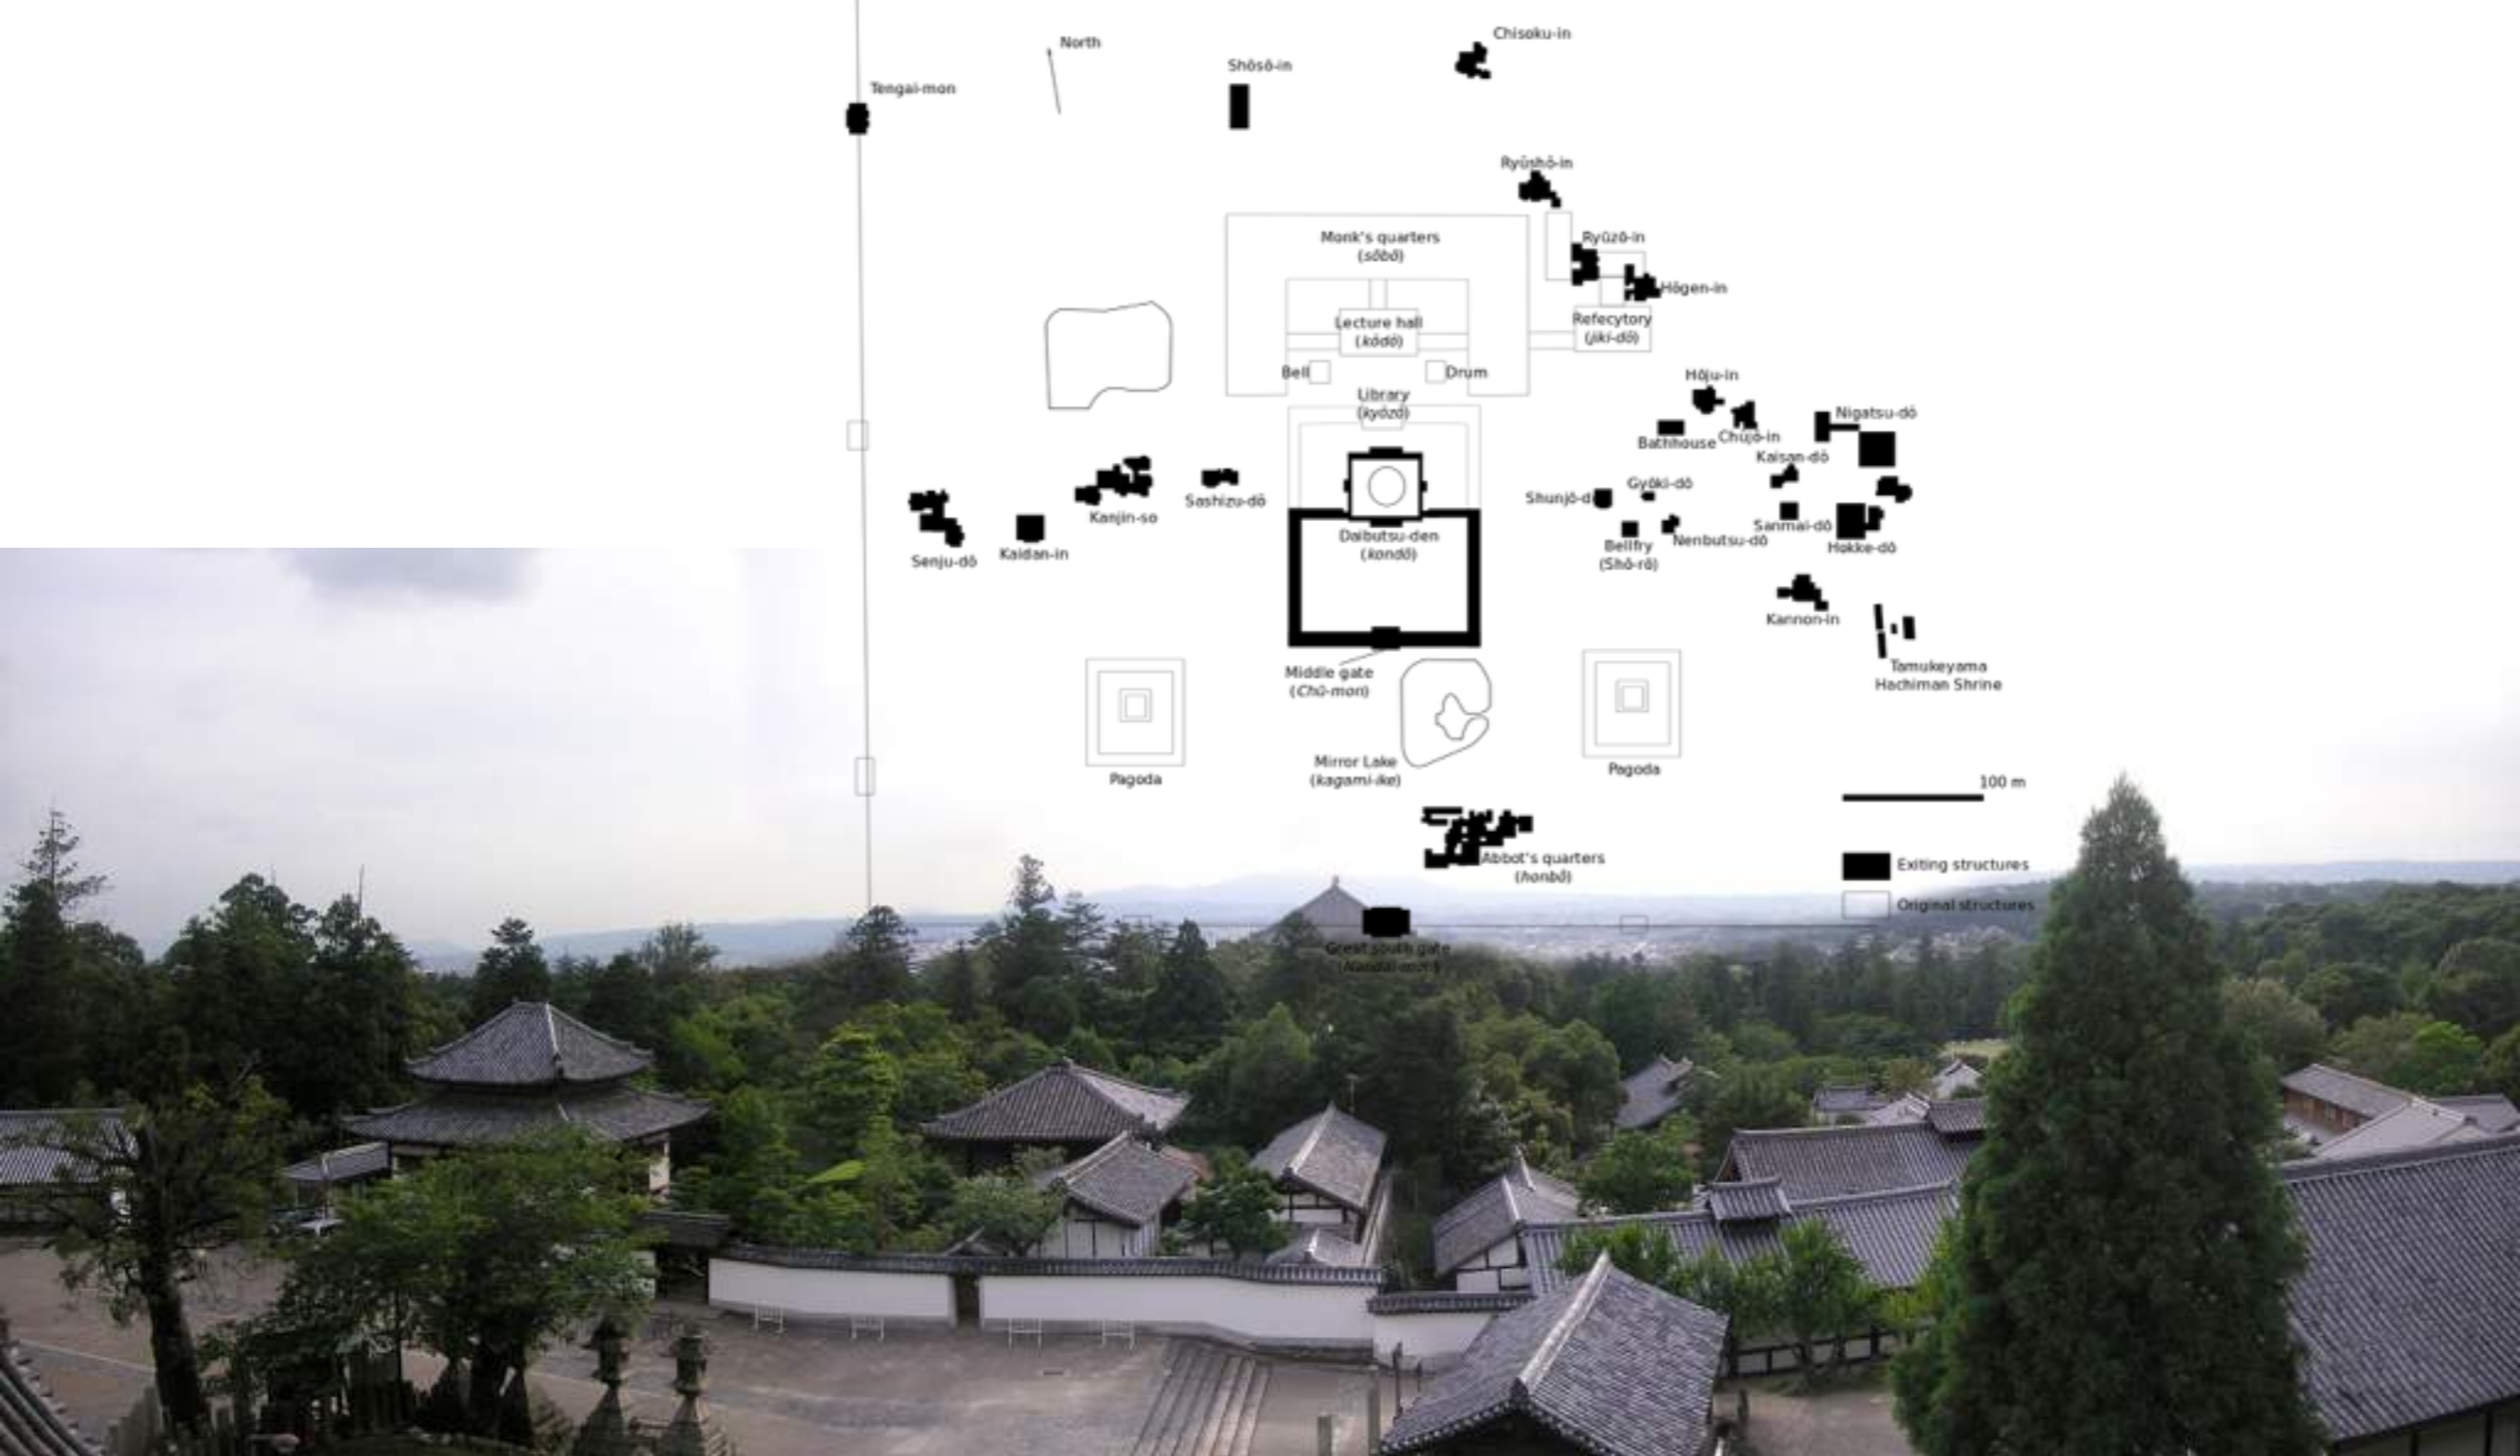 Chisoku-in
North
Shōsō-in
Tengai-mon
Ryūshō-in
Monk's quarters
(sōbō)
Ryūzō-in
Hōgen-in
Lecture hall
(kōdō)
Refecytory
(jiki-dō)
Bell
Drum
Hōju-in
Library
(kyōzō)
Nigatsu-dō
Bathhouse
Chūjō-in
Kaisan-dō
Gyōki-dō
Shunjō-d
Sashizu-dō
Kanjin-so
Sanmai-dō
Daibutsu-den
(kondō)
Nenbutsu-dō
Bellfry
(Shō-rō)
Hokke-dō
Kaidan-in
Senju-dō
Kannon-in
Tamukeyama
Hachiman Shrine
Middle gate
(Chū-mon)
Mirror Lake
(kagami-ike)
Pagoda
Pagoda
100 m
Abbot's quarters
(honbō)
Exiting structures
Original structures
Great south gate
(Nandai-mon)